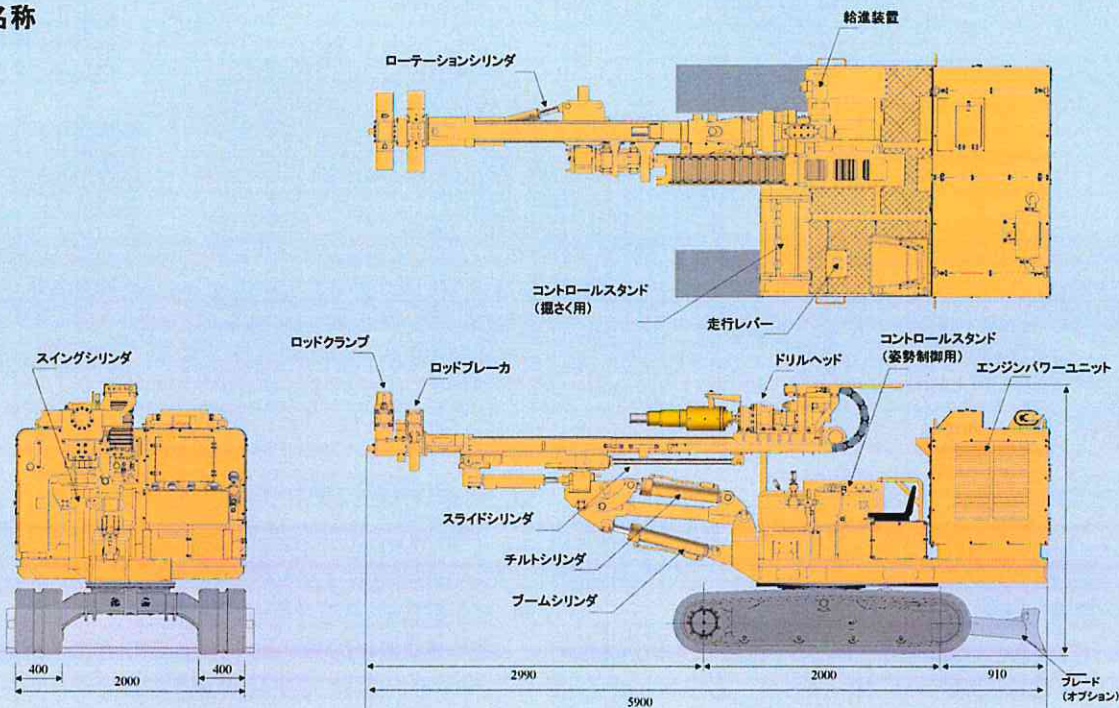 名称
給進装置
ローテーションシリンダ
コントロールスタンド
(掘さく用)
走行レバー
スイングシリンダ
ロッドクランプ
ロッドブレーカ
ドリルヘッド
コントロールスタンド
(姿勢制御用)
エンジンパワーユニット
スライドシリンダ
チルトシリンダ
ブームシリンダ
400
400
2000
2990
2000
910
5900
ブレード
(オプション)